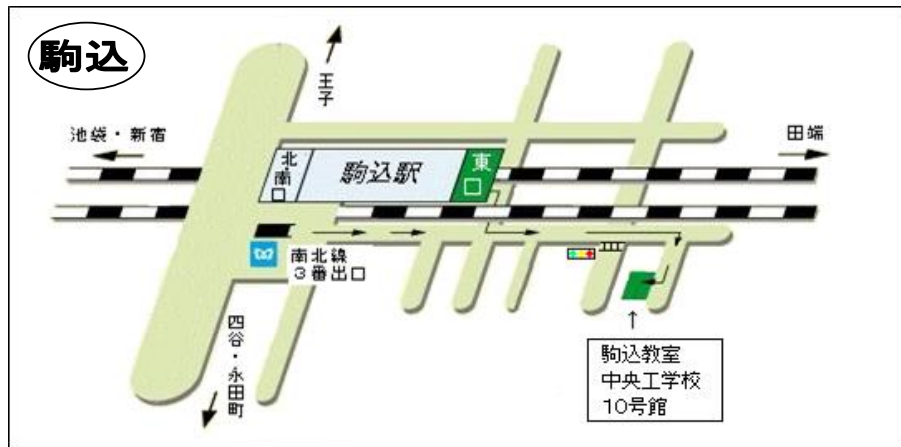 駒込
王子
池袋・新宿
田端
北・南口
駒込駅
東口
南北線
3番出口
四谷・永田町
駒込教室
中央工学校
10号館